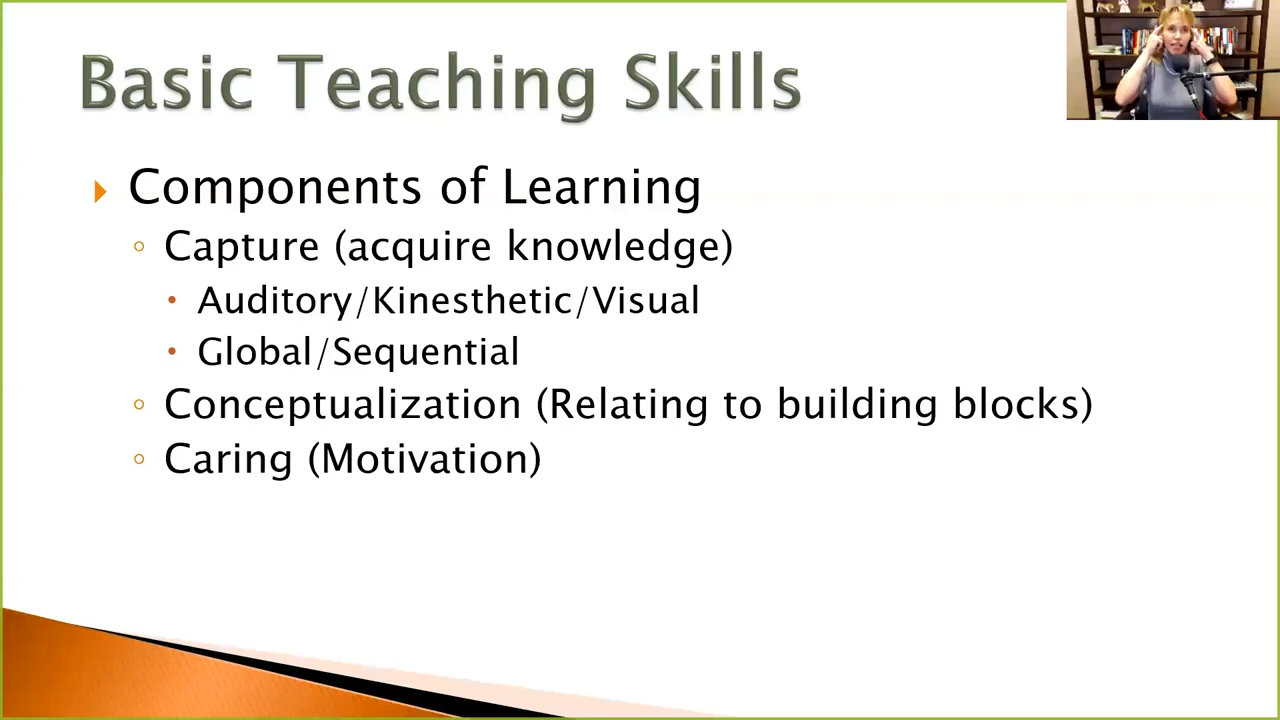 Basic Teaching Skills
Components of Learning
Capture (acquire knowledge)
Auditory/Kinesthetic/Visual
Global/Sequential
Conceptualization (Relating to building blocks)
Caring (Motivation)